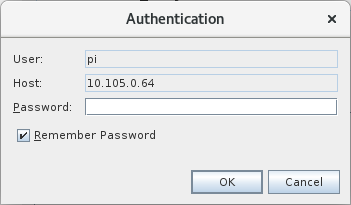 Authentication
User: pi
Host: 10.105.0.64
Password:
Remember Password
OK Cancel